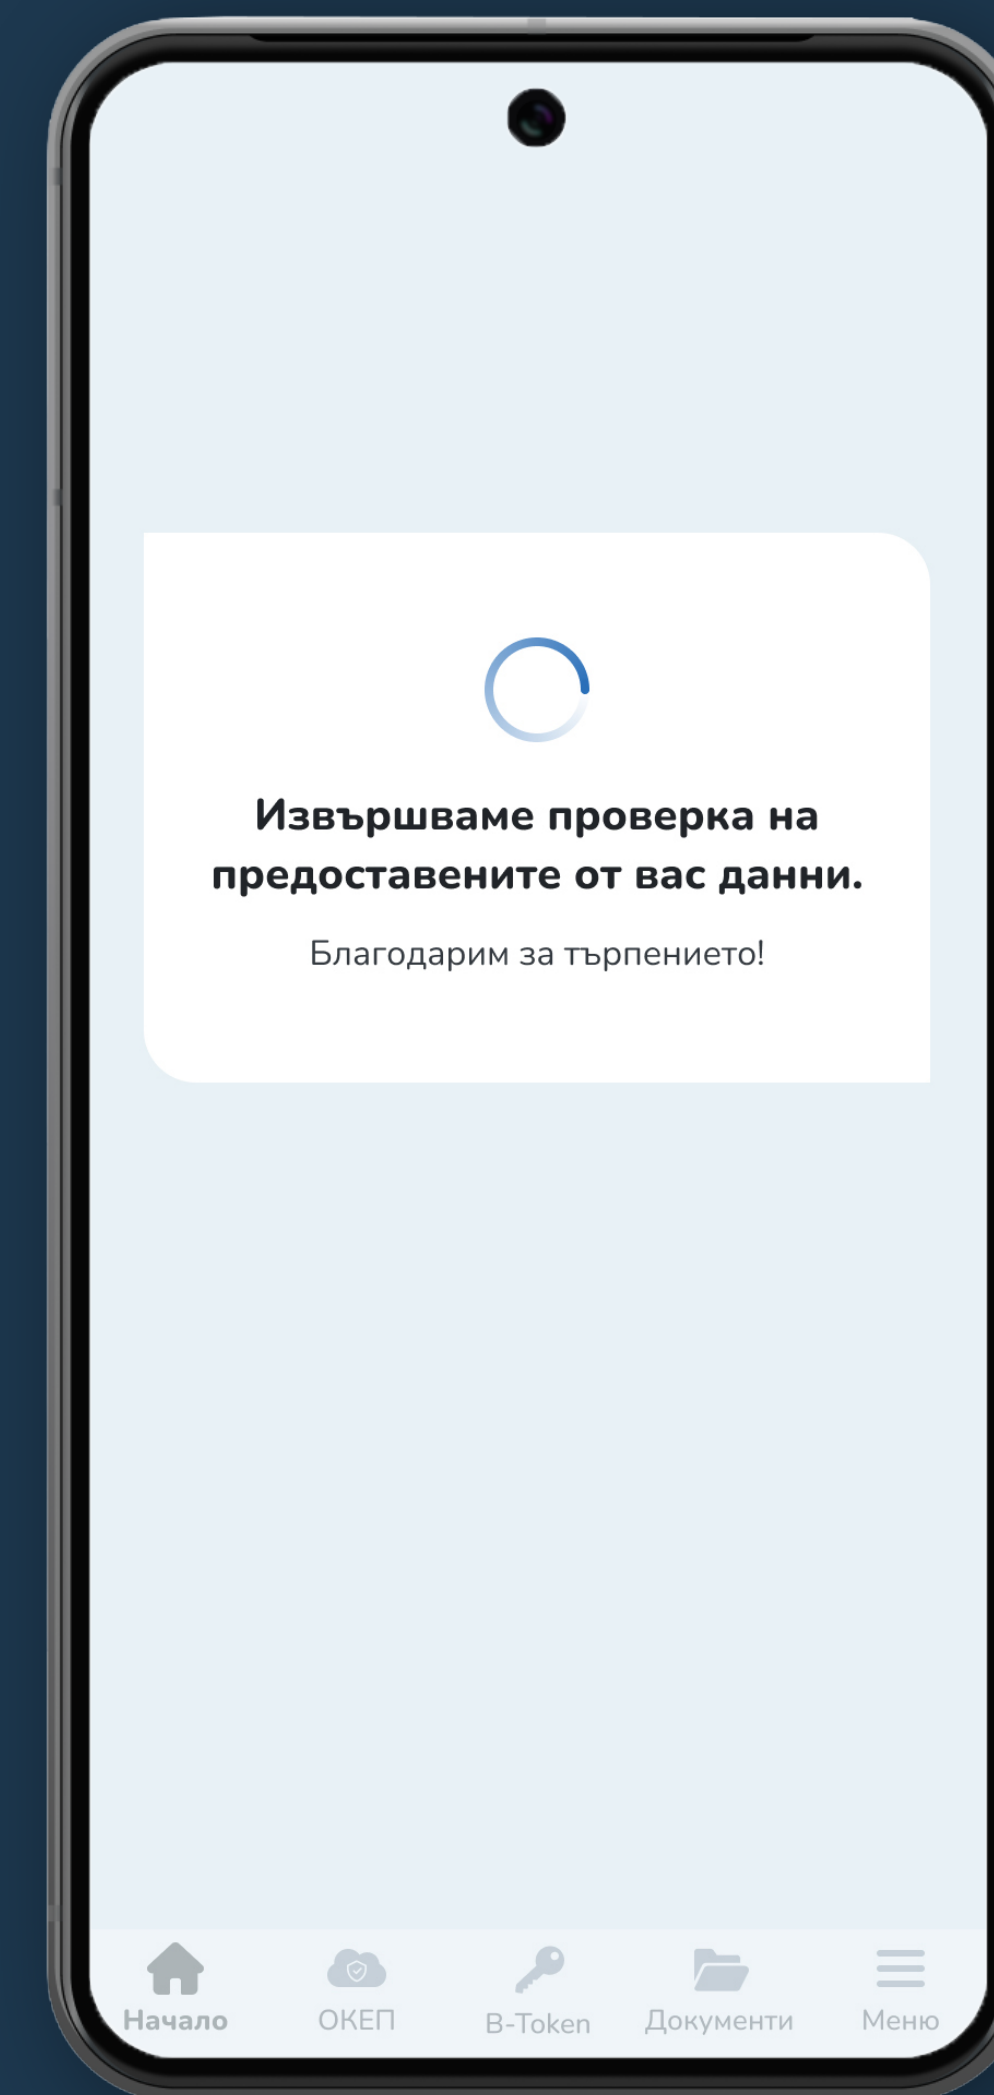 Извършваме проверка на
предоставените от вас данни.
Благодарим за търпението!
Начало
ОКЕП
B-Token
Документи
Меню